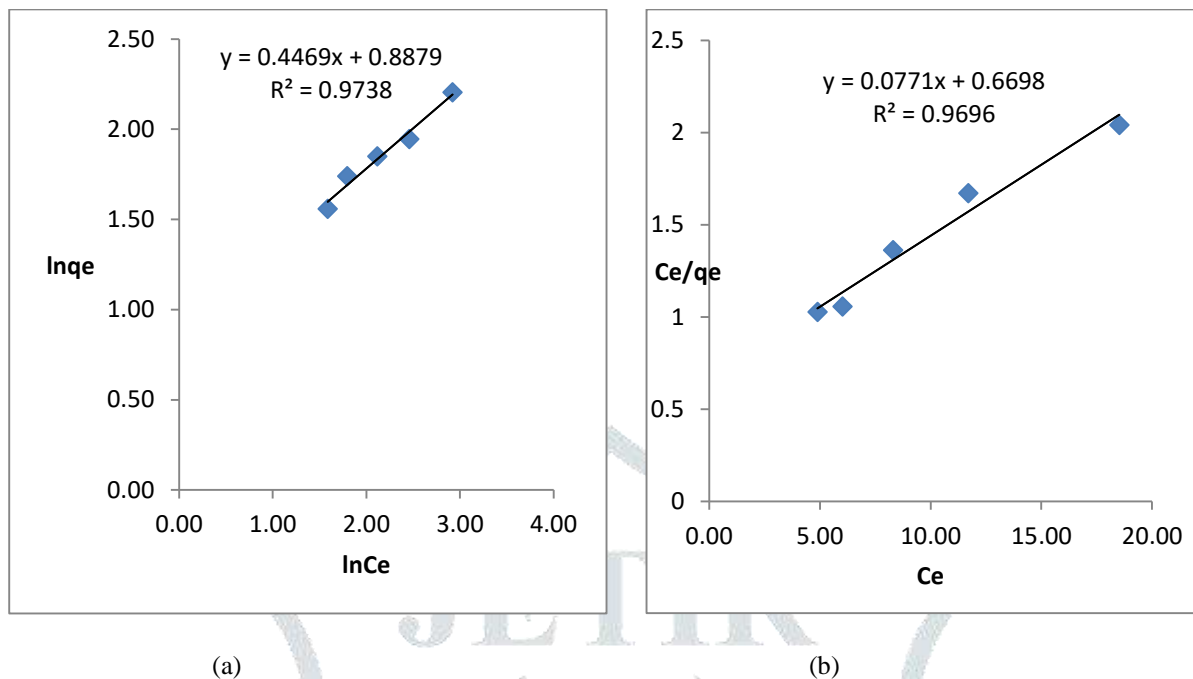 2.50
2.00
1.50
1.00
0.50
0.00
0.00 1.00 2.00 3.00 4.00
lnqe
lnCe
y = 0.4469x + 0.8879
R² = 0.9738
2.5
2
1.5
1
0.5
0
0.00 5.00 10.00 15.00 20.00
Ce/qe
Ce
y = 0.0771x + 0.6698
R² = 0.9696
JETIR
(a) (b)